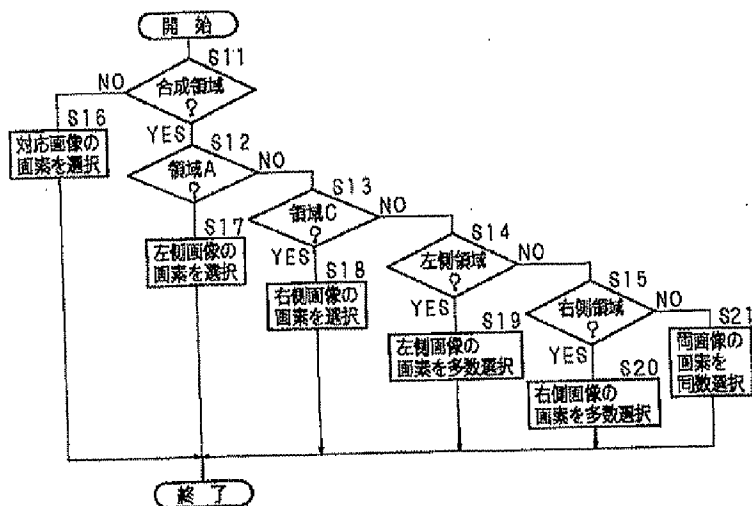 開始
S11
合成領域
?
NO
YES
S16
対応画像の
画素を選択
S12
領域A
?
NO
S17
左側画像の
画素を選択
S13
領域C
?
NO
YES
S18
右側画像の
画素を選択
S14
左側領域
?
NO
YES
S19
左側画像の
画素を多数選択
S15
右側領域
?
NO
YES
S20
右側画像の
画素を多数選択
S21
両画像の
画素を
同数選択
終了